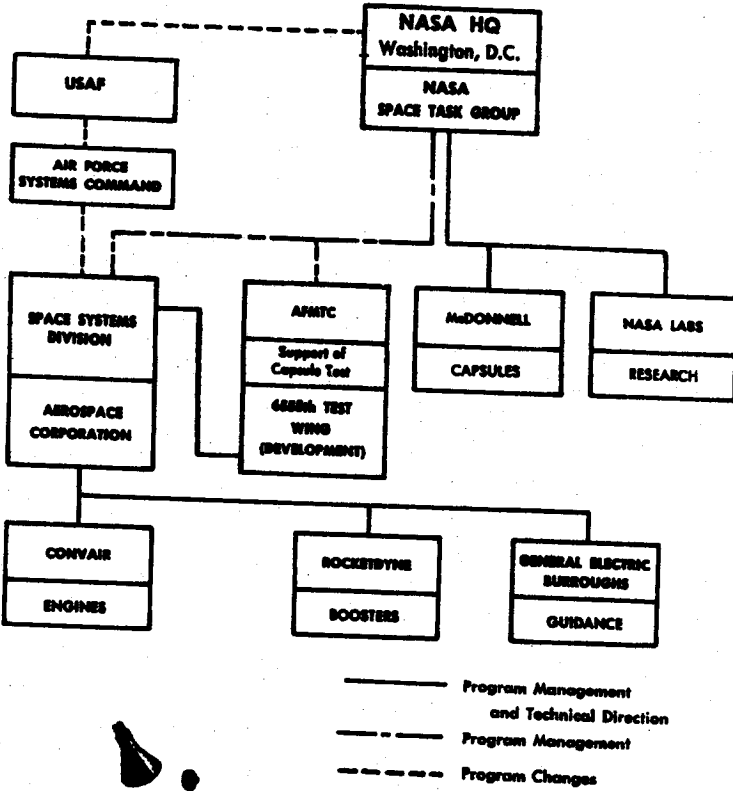 NASA HQ
Washington, D.C.
NASA
SPACE TASK GROUP
USAF
AIR FORCE
SYSTEMS COMMAND
SPACE SYSTEMS
DIVISION
AEROSPACE
CORPORATION
AFMTC
Support of
Capsule Test
6555th TEST
WING
(DEVELOPMENT)
McDONNELL
CAPSULES
NASA LABS
RESEARCH
CONVAIR
ENGINES
ROCKETDYNE
BOOSTERS
GENERAL ELECTRIC
BURROUGHS
GUIDANCE
Program Management
and Technical Direction
Program Management
Program Changes